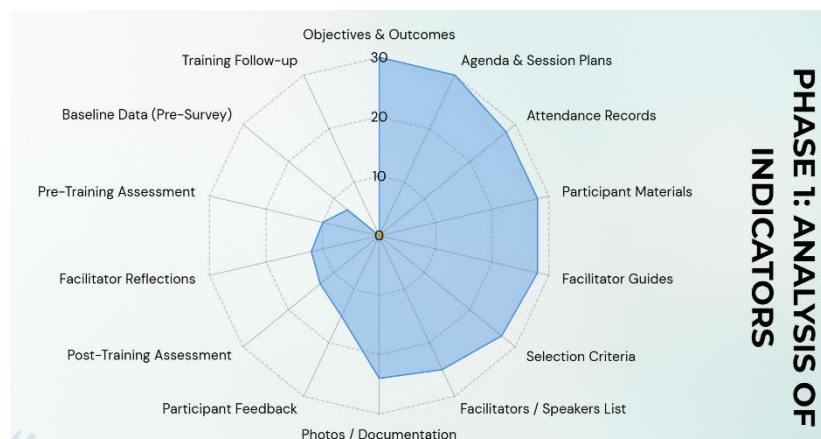 Objectives & Outcomes
Training Follow-up
30
Agenda & Session Plans
Baseline Data (Pre-Survey)
20
Attendance Records
Pre-Training Assessment
10
Participant Materials
0
Facilitator Reflections
Facilitator Guides
Post-Training Assessment
Selection Criteria
Participant Feedback
Facilitators / Speakers List
Photos / Documentation
PHASE 1: ANALYSIS OF
INDICATORS